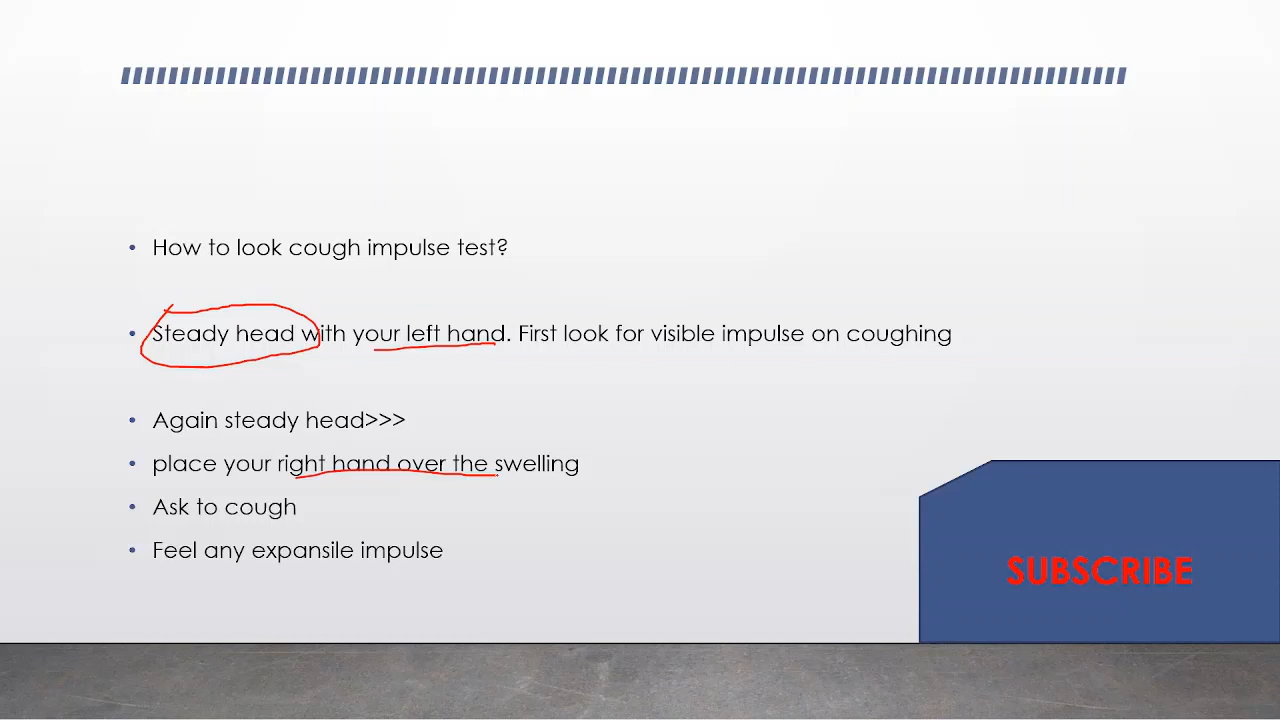 • How to look cough impulse test?
• Steady head with your left hand. First look for visible impulse on coughing
• Again steady head>>>
• place your right hand over the swelling
• Ask to cough
• Feel any expansile impulse
SUBSCRIBE